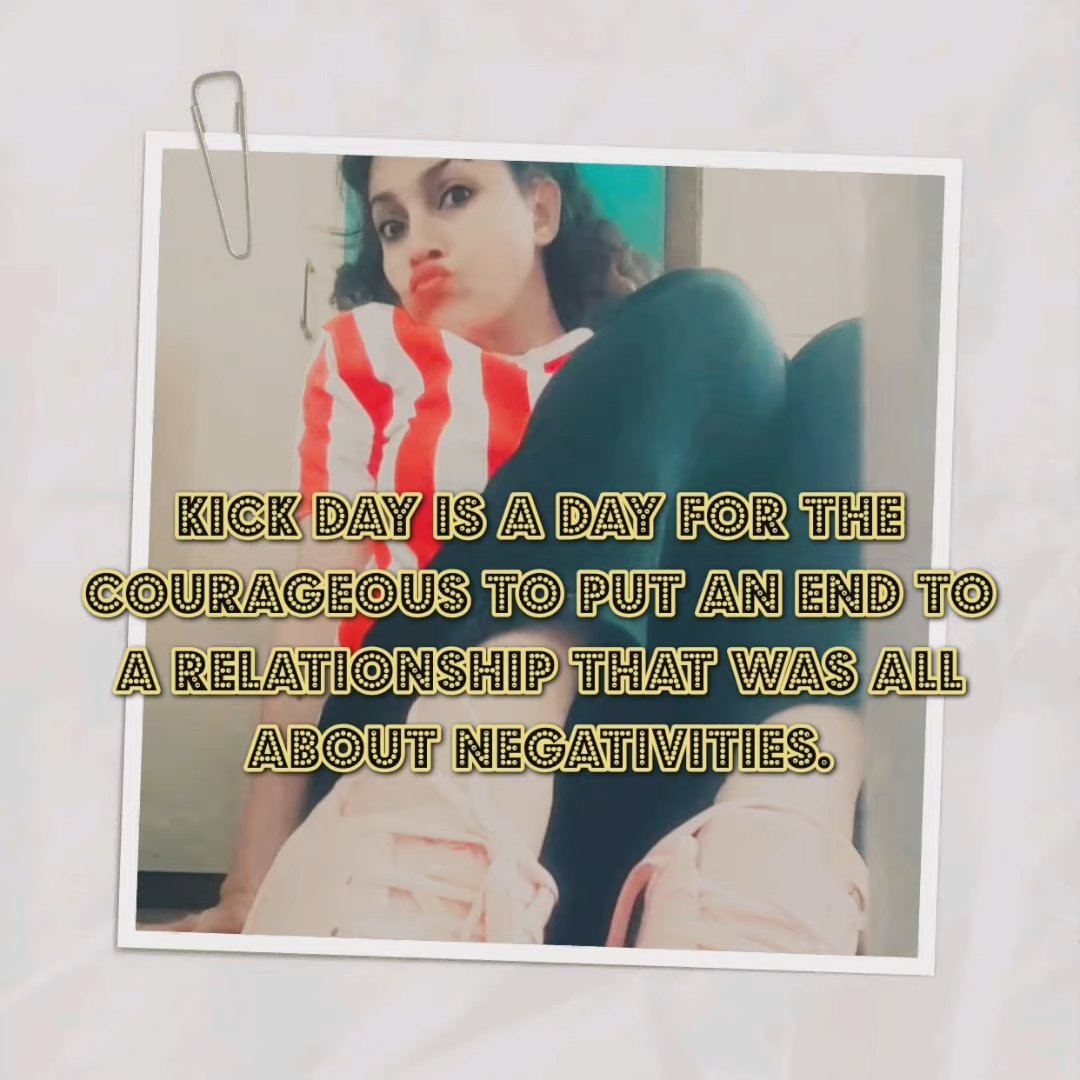 KICK DAY IS A DAY FOR THE
COURAGEOUS TO PUT AN END TO
A RELATIONSHIP THAT WAS ALL
ABOUT NEGATIVITIES.